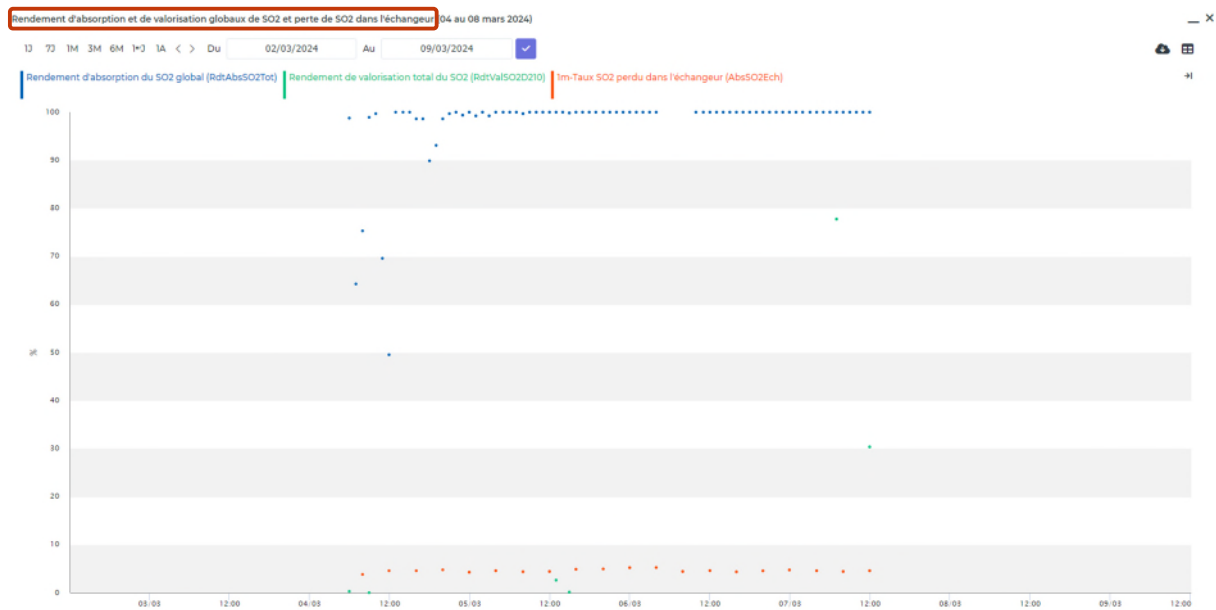 Rendement d'absorption et de valorisation globaux de SO2 et perte de SO2 dans l'échangeur (04 au 08 mars 2024)
1J 7J 1M 3M 6M 1J 1A < > Du 02/03/2024 Au 09/03/2024
Rendement d'absorption du SO2 global (RdtAbsSO2Tot) Rendement de valorisation total du SO2 (RdtValSO2D210) 1m-Taux SO2 perdu dans l'échangeur (AbsSO2Ech)
100
90
80
70
60
% 50
40
30
20
10
0
03/03 12:00 04/03 12:00 05/03 12:00 06/03 12:00 07/03 12:00 08/03 12:00 09/03 12:00